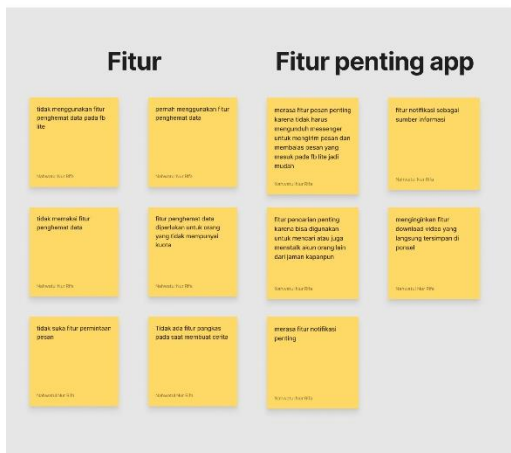 Fitur
tidak menggunakan fitur
penghemat data pada fb
lite
pernah menggunakan fitur
penghemat data
tidak memakai fitur
penghemat data
fitur penghemat data
diperlukan untuk orang
yang tidak mempunyai
kuota
tidak suka fitur permintaan
pesan
Tidak ada fitur pangkas
pada saat membuat cerita
Fitur penting app
merasa fitur pesan penting
karena tidak harus
mengunduh messenger
untuk mengirim pesan dan
membalas pesan yang
masuk pada fb lite jadi
mudah
fitur notifikasi sebagai
sumber informasi
fitur pencarian penting
karena bisa digunakan
untuk mencari atau juga
menstalk akun orang lain
dari jaman kapanpun
menginginkan fitur
download video yang
langsung tersimpan di
ponsel
merasa fitur notifikasi
penting